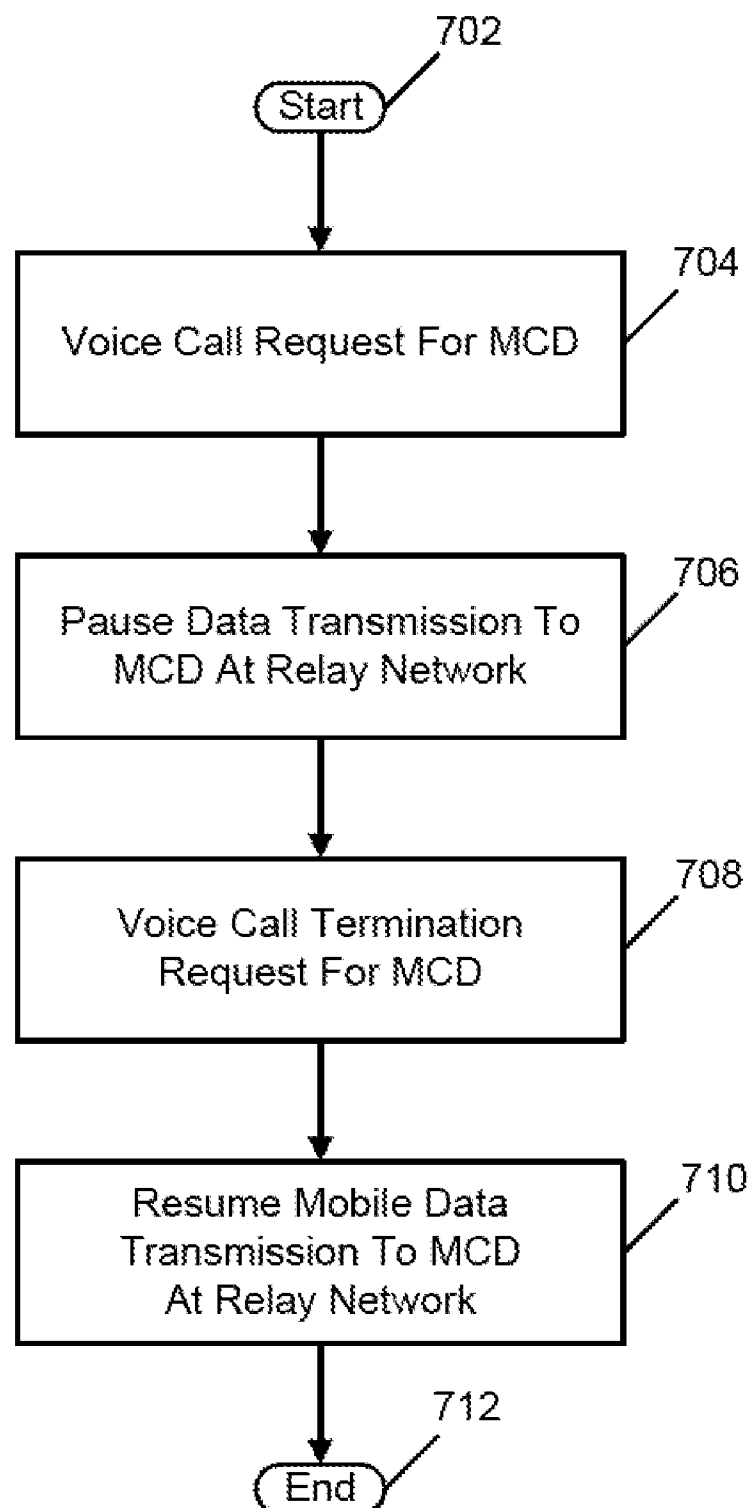 702
Start
704
Voice Call Request For MCD
706
Pause Data Transmission To
MCD At Relay Network
708
Voice Call Termination
Request For MCD
710
Resume Mobile Data
Transmission To MCD
At Relay Network
712
End